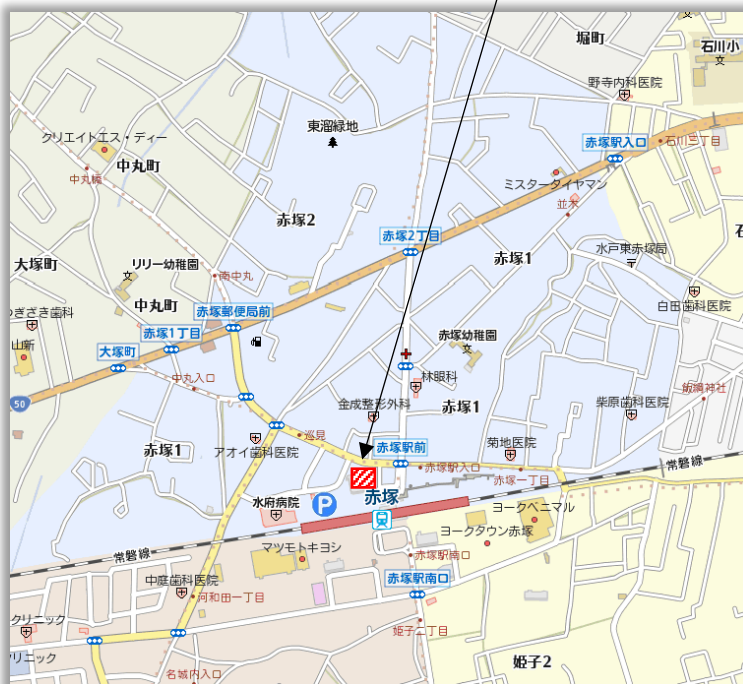 堀町
石川小
野寺内科医院
東溜緑地
クリエイトエス・ディー
赤塚駅入口
石川三丁目
中丸町
中丸橋
ミスタータイヤマン
並木
赤塚2
赤塚2丁目
赤塚1
水戸東赤塚局
大塚町
リリー幼稚園
南中丸
中丸町
白田歯科医院
赤塚郵便局前
赤塚1丁目
赤塚幼稚園
山新
大塚町
林眼科
中丸入口
飯綱神社
50
金成整形外科
赤塚1
柴原歯科医院
巡見
赤塚1
アオイ歯科医院
赤塚駅前
菊地医院
赤塚駅入口
赤塚一丁目
常磐線
赤塚
水府病院
P
ヨークベニマル
ヨークタウン赤塚
マツモトキヨシ
常磐線
赤塚駅南口
中庭歯科医院
赤塚駅南口
河和田一丁目
クリニック
姫子二丁目
クリニック
姫子2
名城内入口